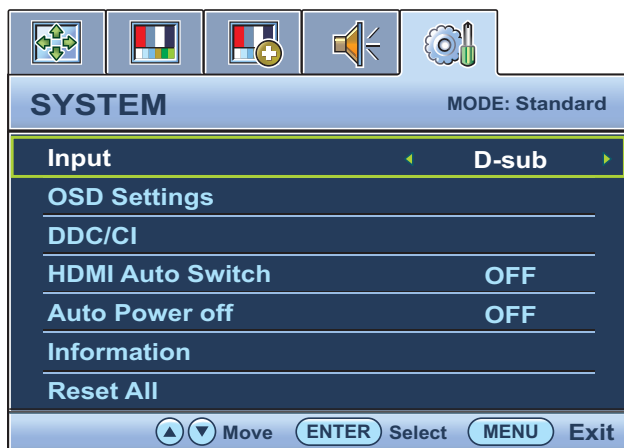 SYSTEM MODE: Standard
Input D-sub
OSD Settings
DDC/CI
HDMI Auto Switch OFF
Auto Power off OFF
Information
Reset All
Move ENTER Select MENU Exit